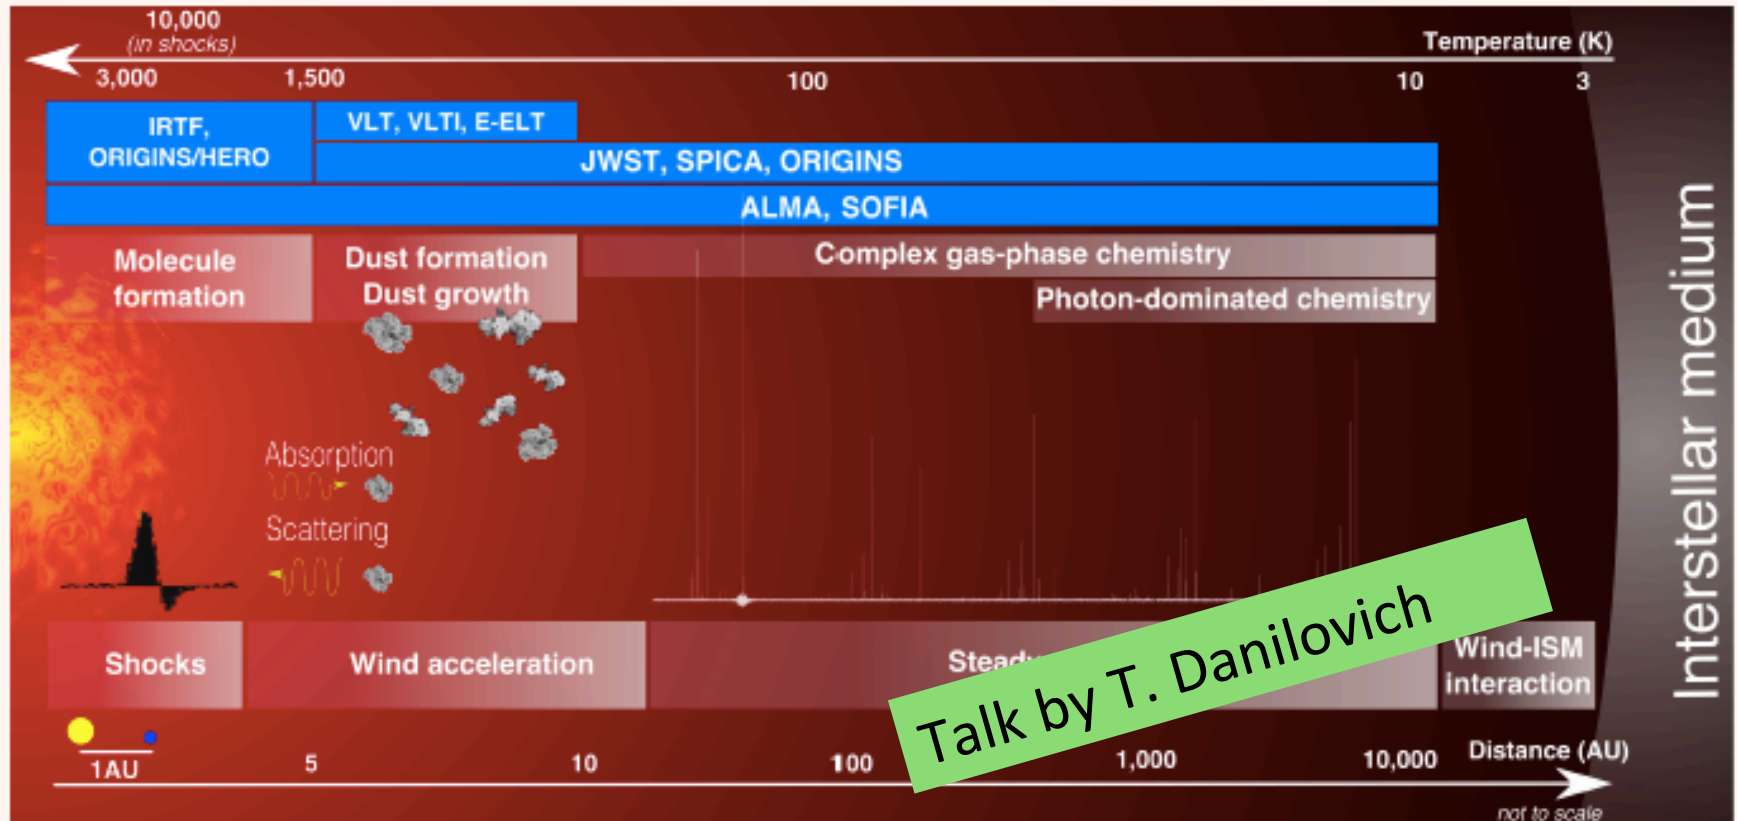 10,000
(in shocks)
Temperature (K)
3,000 1,500 100 10 3
IRTF,
ORIGINS/HERO
VLT, VLTI, E-ELT
JWST, SPICA, ORIGINS
ALMA, SOFIA
Molecule
formation
Dust formation
Dust growth
Complex gas-phase chemistry
Photon-dominated chemistry
Absorption
Scattering
Interstellar medium
Shocks
Wind acceleration
Talk by T. Danilovich
Wind-ISM
interaction
1AU 5 10 100 1,000 10,000
Distance (AU)
not to scale